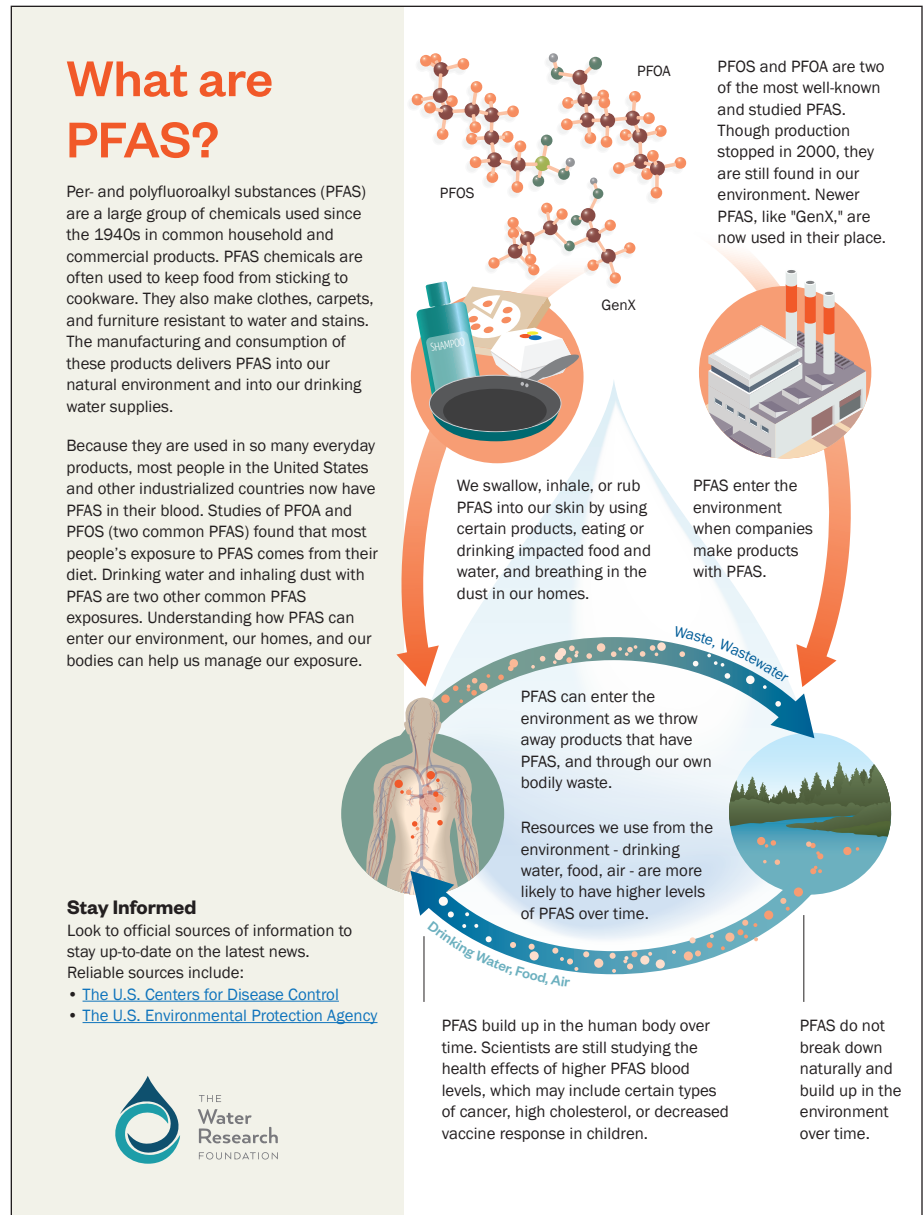 What are
PFAS?
Per- and polyfluoroalkyl substances (PFAS)
are a large group of chemicals used since
the 1940s in common household and
commercial products. PFAS chemicals are
often used to keep food from sticking to
cookware. They also make clothes, carpets,
and furniture resistant to water and stains.
The manufacturing and consumption of
these products delivers PFAS into our
natural environment and into our drinking
water supplies.
Because they are used in so many everyday
products, most people in the United States
and other industrialized countries now have
PFAS in their blood. Studies of PFOA and
PFOS (two common PFAS) found that most
people's exposure to PFAS comes from their
diet. Drinking water and inhaling dust with
PFAS are two other common PFAS
exposures. Understanding how PFAS can
enter our environment, our homes, and our
bodies can help us manage our exposure.
Stay Informed
Look to official sources of information to
stay up-to-date on the latest news.
Reliable sources include:
• The U.S. Centers for Disease Control
• The U.S. Environmental Protection Agency
THE
Water
Research
FOUNDATION
PFOA
PFOS
GenX
PFOS and PFOA are two
of the most well-known
and studied PFAS.
Though production
stopped in 2000, they
are still found in our
environment. Newer
PFAS, like "GenX," are
now used in their place.
SHAMPOO
We swallow, inhale, or rub
PFAS into our skin by using
certain products, eating or
drinking impacted food and
water, and breathing in the
dust in our homes.
PFAS enter the
environment
when companies
make products
with PFAS.
Waste, Wastewater
PFAS can enter the
environment as we throw
away products that have
PFAS, and through our own
bodily waste.
Resources we use from the
environment - drinking
water, food, air - are more
likely to have higher levels
of PFAS over time.
Drinking Water, Food, Air
PFAS build up in the human body over
time. Scientists are still studying the
health effects of higher PFAS blood
levels, which may include certain types
of cancer, high cholesterol, or decreased
vaccine response in children.
PFAS do not
break down
naturally and
build up in the
environment
over time.